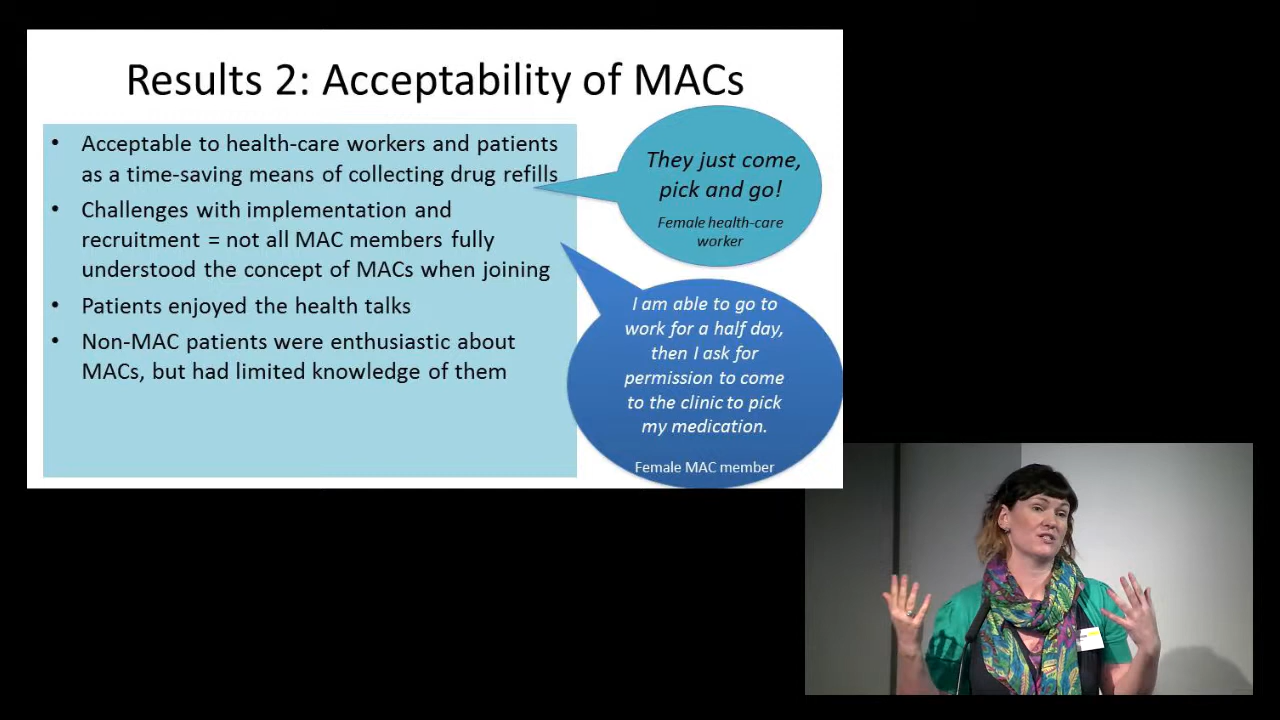 Results 2: Acceptability of MACs
• Acceptable to health-care workers and patients
as a time-saving means of collecting drug refills
• Challenges with implementation and
recruitment = not all MAC members fully
understood the concept of MACs when joining
• Patients enjoyed the health talks
• Non-MAC patients were enthusiastic about
MACs, but had limited knowledge of them
They just come,
pick and go!
Female health-care
worker
I am able to go to
work for a half day,
then I ask for
permission to come
to the clinic to pick
my medication.
Female MAC member